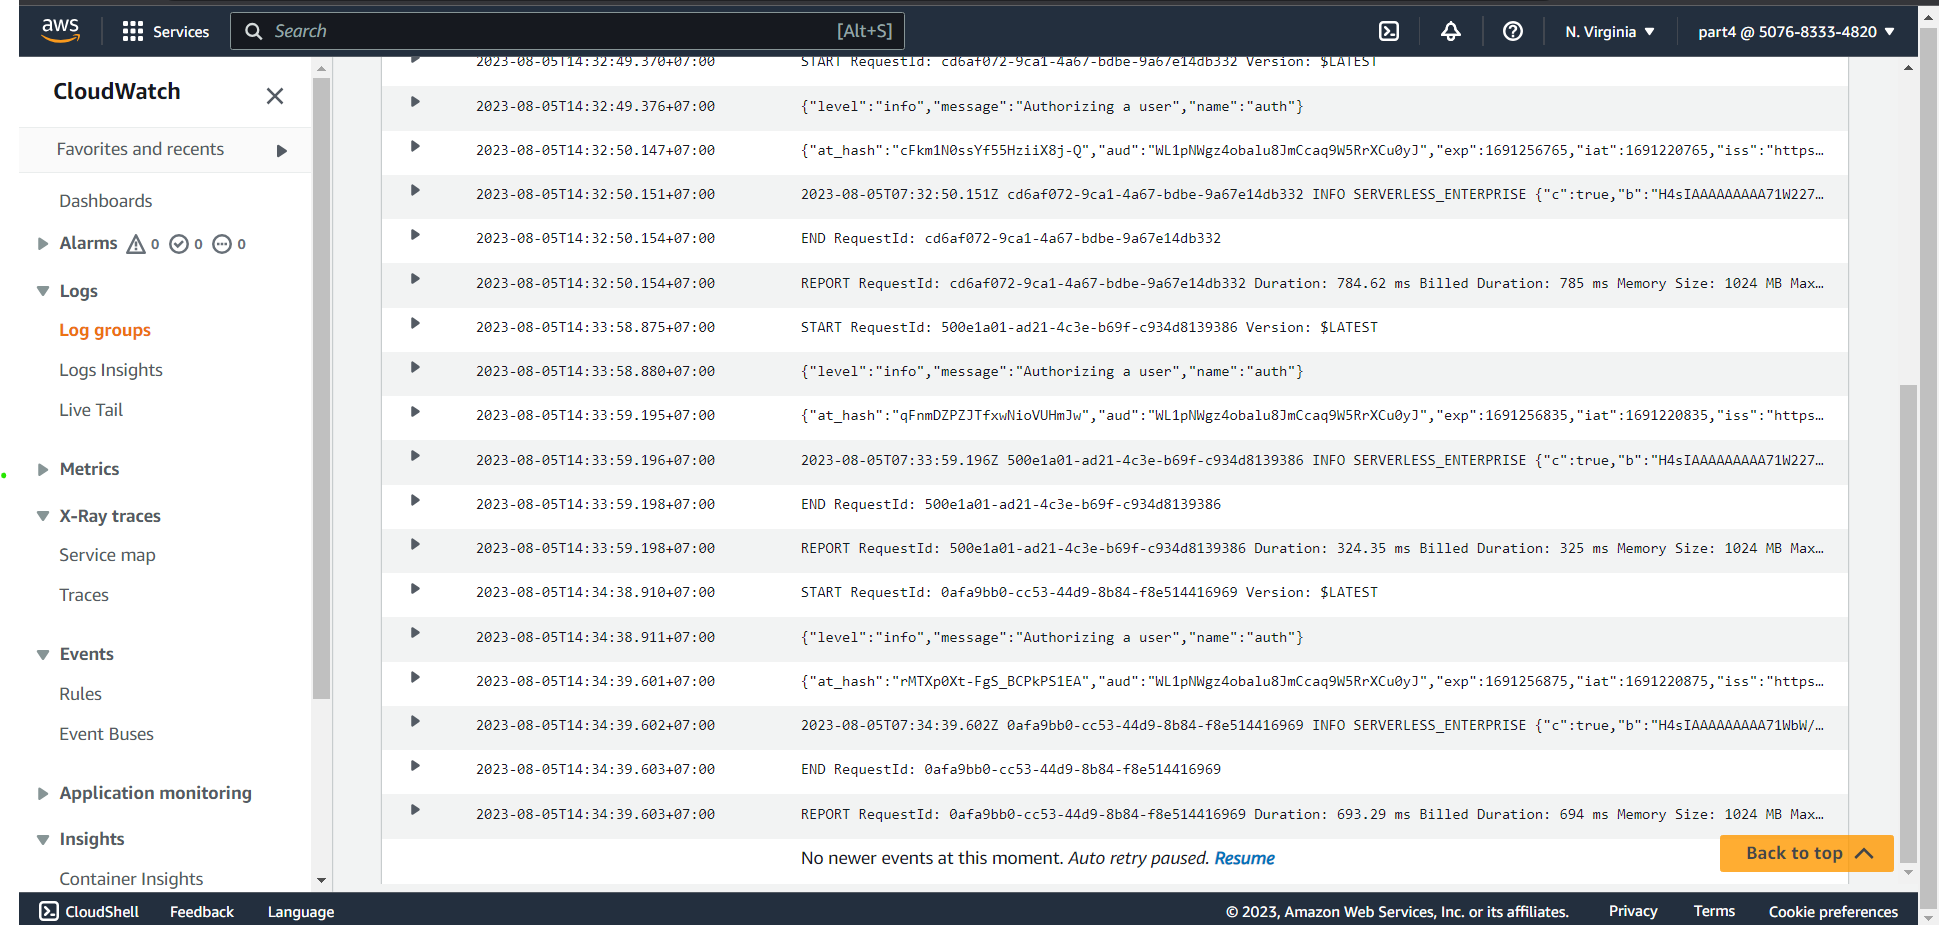 aws Services Search [Alt+S] N. Virginia part4 @ 5076-8333-4820
CloudWatch
Favorites and recents
Dashboards
Alarms 0 0 0
Logs
Log groups
Logs Insights
Live Tail
Metrics
X-Ray traces
Service map
Traces
Events
Rules
Event Buses
Application monitoring
Insights
Container Insights
2023-08-05T14:32:49.370+07:00 START RequestId: cd6af072-9ca1-4a67-bdbe-9a67e14db332 Version: $LATEST
2023-08-05T14:32:49.376+07:00 {"level":"info","message":"Authorizing a user","name":"auth"}
2023-08-05T14:32:50.147+07:00 {"at_hash":"cFkm1N0ssYf55HziiX8j-Q","aud":"WL1pNWgz4obalu8JmCcaq9W5RrXCu0yJ","exp":1691256765,"iat":1691220765,"iss":"https…
2023-08-05T14:32:50.151+07:00 2023-08-05T07:32:50.151Z cd6af072-9ca1-4a67-bdbe-9a67e14db332 INFO SERVERLESS_ENTERPRISE {"c":true,"b":"H4sIAAAAAAAAA71W227…
2023-08-05T14:32:50.154+07:00 END RequestId: cd6af072-9ca1-4a67-bdbe-9a67e14db332
2023-08-05T14:32:50.154+07:00 REPORT RequestId: cd6af072-9ca1-4a67-bdbe-9a67e14db332 Duration: 784.62 ms Billed Duration: 785 ms Memory Size: 1024 MB Max…
2023-08-05T14:33:58.875+07:00 START RequestId: 500e1a01-ad21-4c3e-b69f-c934d8139386 Version: $LATEST
2023-08-05T14:33:58.880+07:00 {"level":"info","message":"Authorizing a user","name":"auth"}
2023-08-05T14:33:59.195+07:00 {"at_hash":"qFnmDZPZJTfxwNioVUHmJw","aud":"WL1pNWgz4obalu8JmCcaq9W5RrXCu0yJ","exp":1691256835,"iat":1691220835,"iss":"https…
2023-08-05T14:33:59.196+07:00 2023-08-05T07:33:59.196Z 500e1a01-ad21-4c3e-b69f-c934d8139386 INFO SERVERLESS_ENTERPRISE {"c":true,"b":"H4sIAAAAAAAAA71W227…
2023-08-05T14:33:59.198+07:00 END RequestId: 500e1a01-ad21-4c3e-b69f-c934d8139386
2023-08-05T14:33:59.198+07:00 REPORT RequestId: 500e1a01-ad21-4c3e-b69f-c934d8139386 Duration: 324.35 ms Billed Duration: 325 ms Memory Size: 1024 MB Max…
2023-08-05T14:34:38.910+07:00 START RequestId: 0afa9bb0-cc53-44d9-8b84-f8e514416969 Version: $LATEST
2023-08-05T14:34:38.911+07:00 {"level":"info","message":"Authorizing a user","name":"auth"}
2023-08-05T14:34:39.601+07:00 {"at_hash":"rMTXp0Xt-FgS_BCPkPS1EA","aud":"WL1pNWgz4obalu8JmCcaq9W5RrXCu0yJ","exp":1691256875,"iat":1691220875,"iss":"https…
2023-08-05T14:34:39.602+07:00 2023-08-05T07:34:39.602Z 0afa9bb0-cc53-44d9-8b84-f8e514416969 INFO SERVERLESS_ENTERPRISE {"c":true,"b":"H4sIAAAAAAAAA71WbW/…
2023-08-05T14:34:39.603+07:00 END RequestId: 0afa9bb0-cc53-44d9-8b84-f8e514416969
2023-08-05T14:34:39.603+07:00 REPORT RequestId: 0afa9bb0-cc53-44d9-8b84-f8e514416969 Duration: 693.29 ms Billed Duration: 694 ms Memory Size: 1024 MB Max…
No newer events at this moment. Auto retry paused. Resume
Back to top
CloudShell Feedback Language © 2023, Amazon Web Services, Inc. or its affiliates. Privacy Terms Cookie preferences